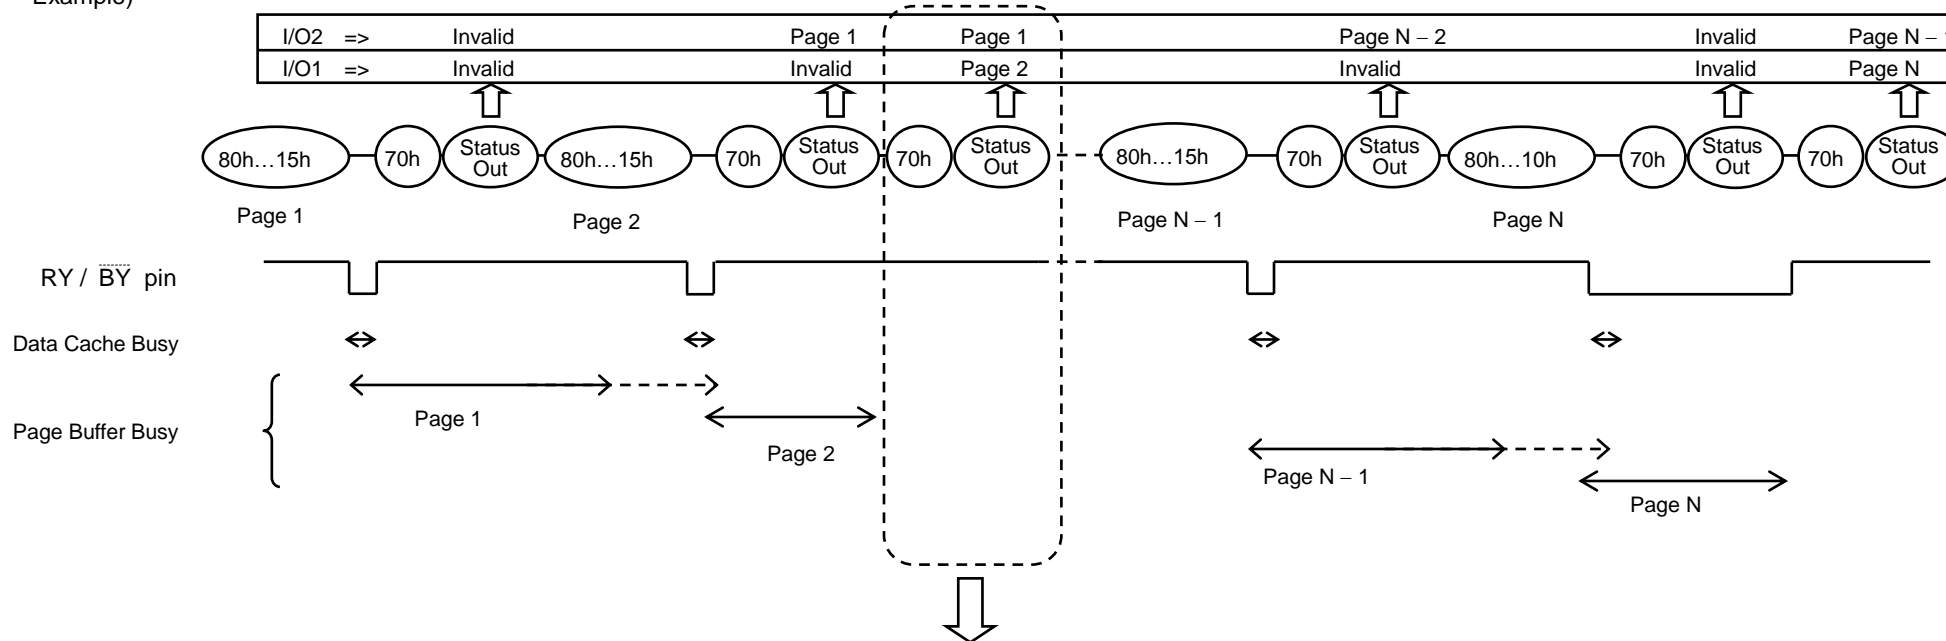 Example)
I/O2 => Invalid Page 1 Page 1 Page N – 2 Invalid Page N –
I/O1 => Invalid Invalid Page 2 Invalid Invalid Page N
80h…15h 70h Status Out 80h…15h 70h Status Out 70h Status Out 80h…15h 70h Status Out 80h…10h 70h Status Out 70h Status Out
Page 1 Page 2 Page N – 1 Page N
RY / BY pin
Data Cache Busy
Page 1
Page Buffer Busy
Page 2
Page N – 1
Page N